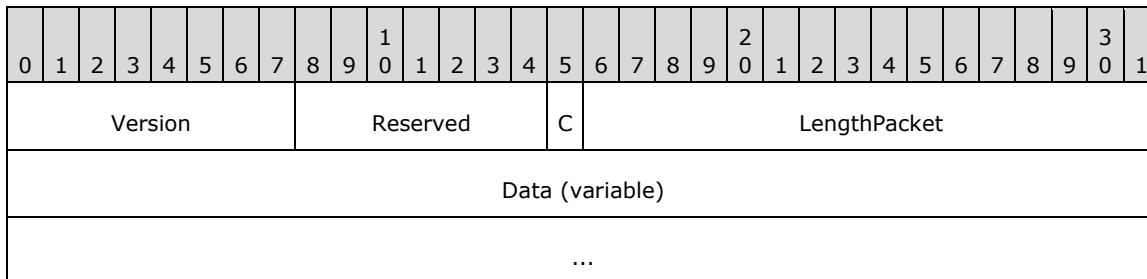 1 2 3
0 1 2 3 4 5 6 7 8 9 0 1 2 3 4 5 6 7 8 9 0 1 2 3 4 5 6 7 8 9 0 1
Version Reserved C LengthPacket
Data (variable)
...